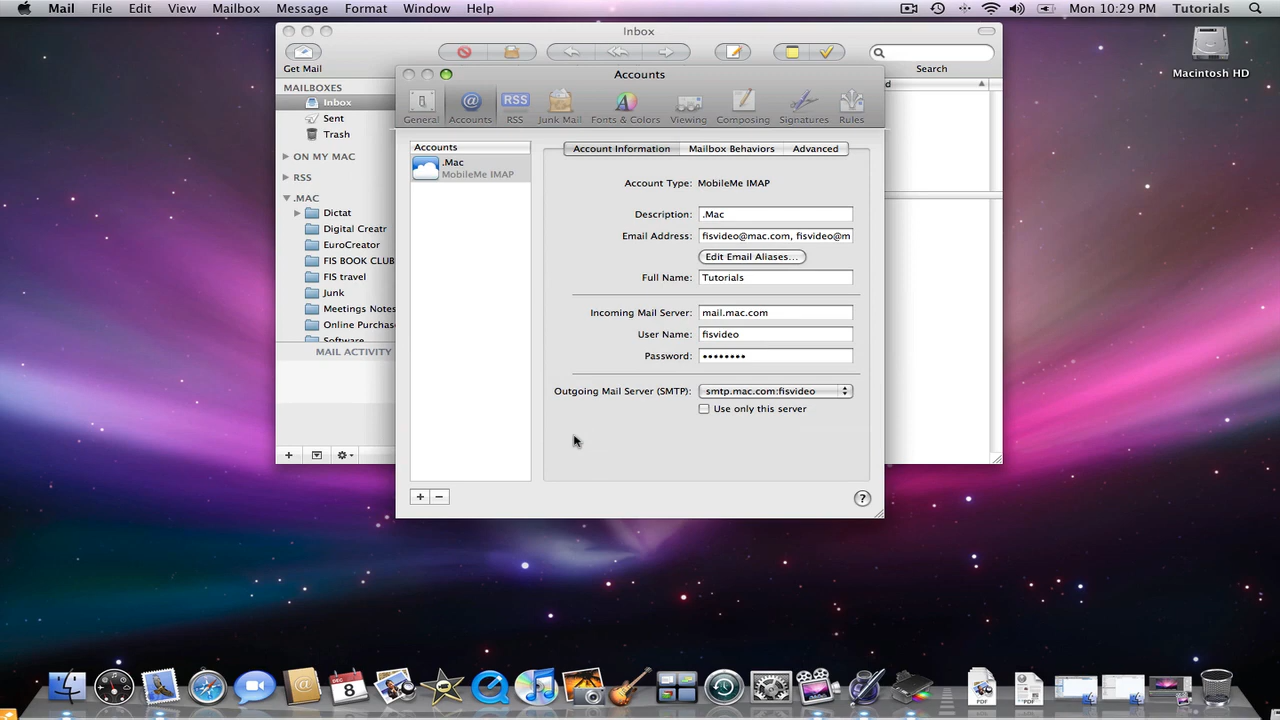 Mail File Edit View Mailbox Message Format Window Help Mon 10:29 PM Tutorials
Inbox
Get Mail
Search
Macintosh HD
MAILBOXES
Inbox
Sent
Trash
ON MY MAC
RSS
.MAC
Dictat
Digital Creatr
EuroCreator
FIS BOOK CLUB
FIS travel
Junk
Meetings Notes
Online Purchase
Software
MAIL ACTIVITY
d
Accounts
General Accounts RSS Junk Mail Fonts & Colors Viewing Composing Signatures Rules
RSS
Accounts
.Mac
MobileMe IMAP
Account Information Mailbox Behaviors Advanced
Account Type: MobileMe IMAP
Description: .Mac
Email Address: fisvideo@mac.com, fisvideo@m
Edit Email Aliases...
Full Name: Tutorials
Incoming Mail Server: mail.mac.com
User Name: fisvideo
Password: ••••••••
Outgoing Mail Server (SMTP): smtp.mac.com:fisvideo
Use only this server
+ − ?
DEC
8
PDF
PDF